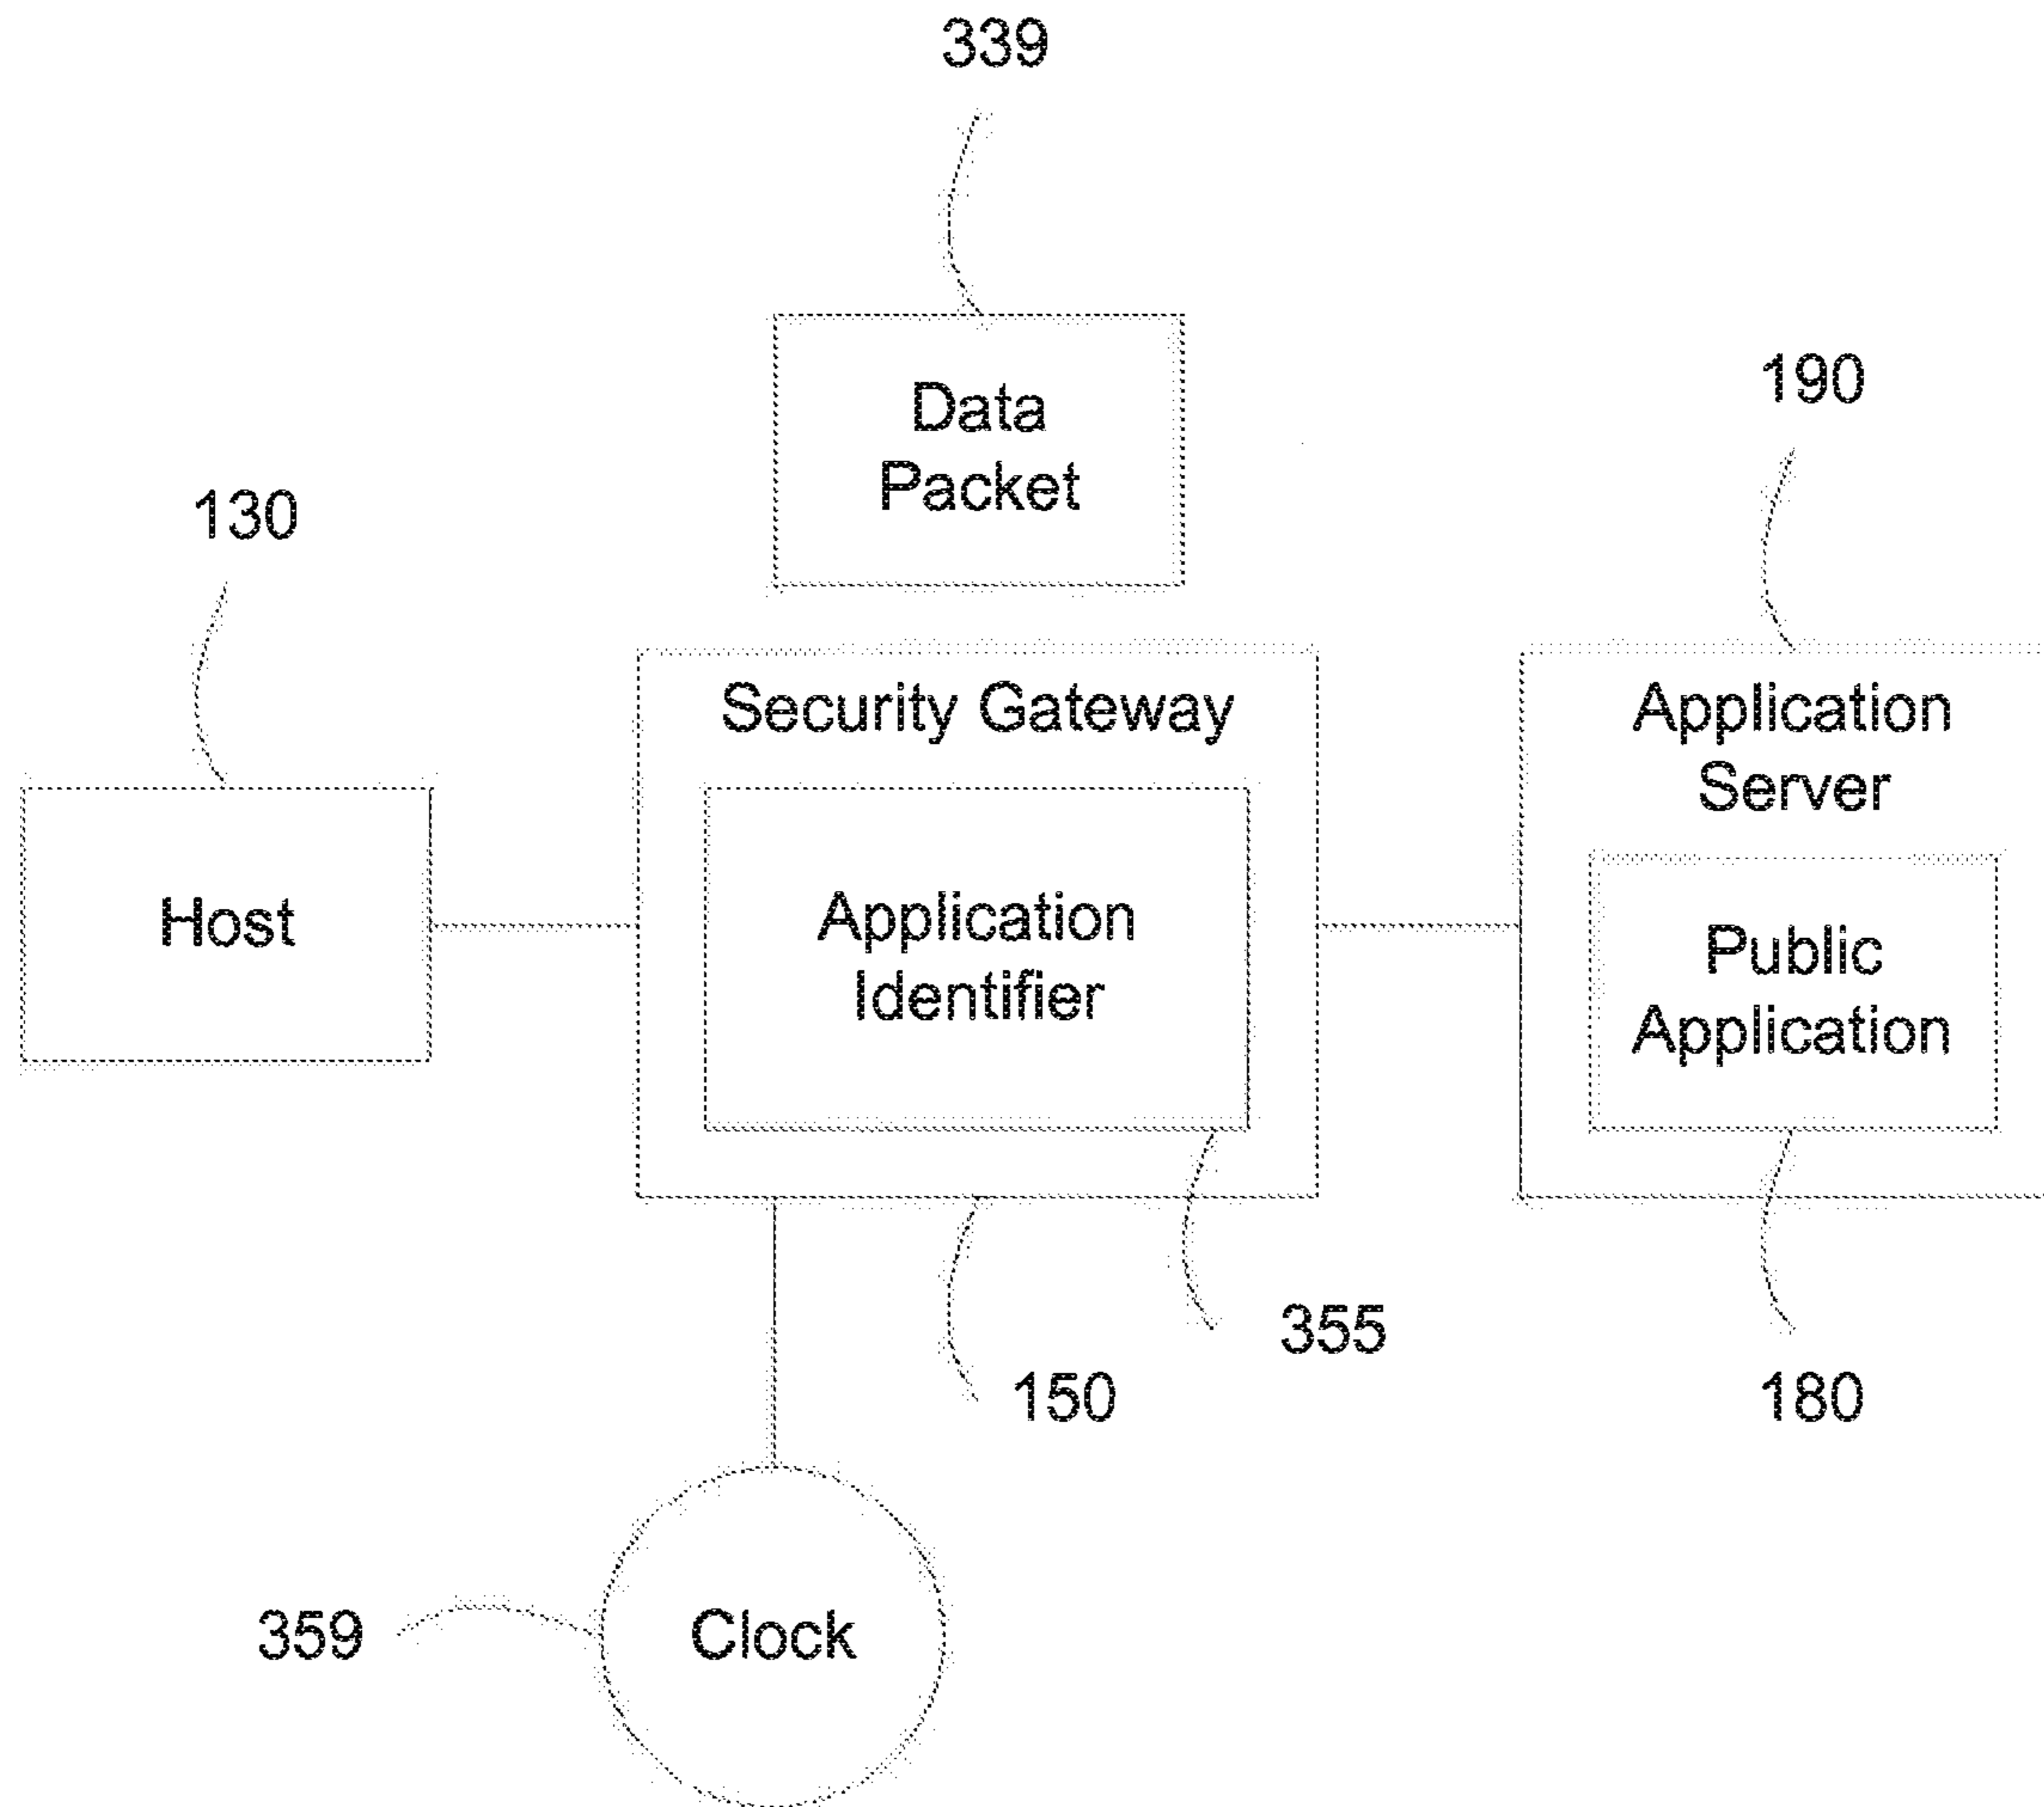 339
Data
Packet
190
130
Security Gateway
Application
Server
Host
Application
Identifier
Public
Application
355
150
180
359
Clock